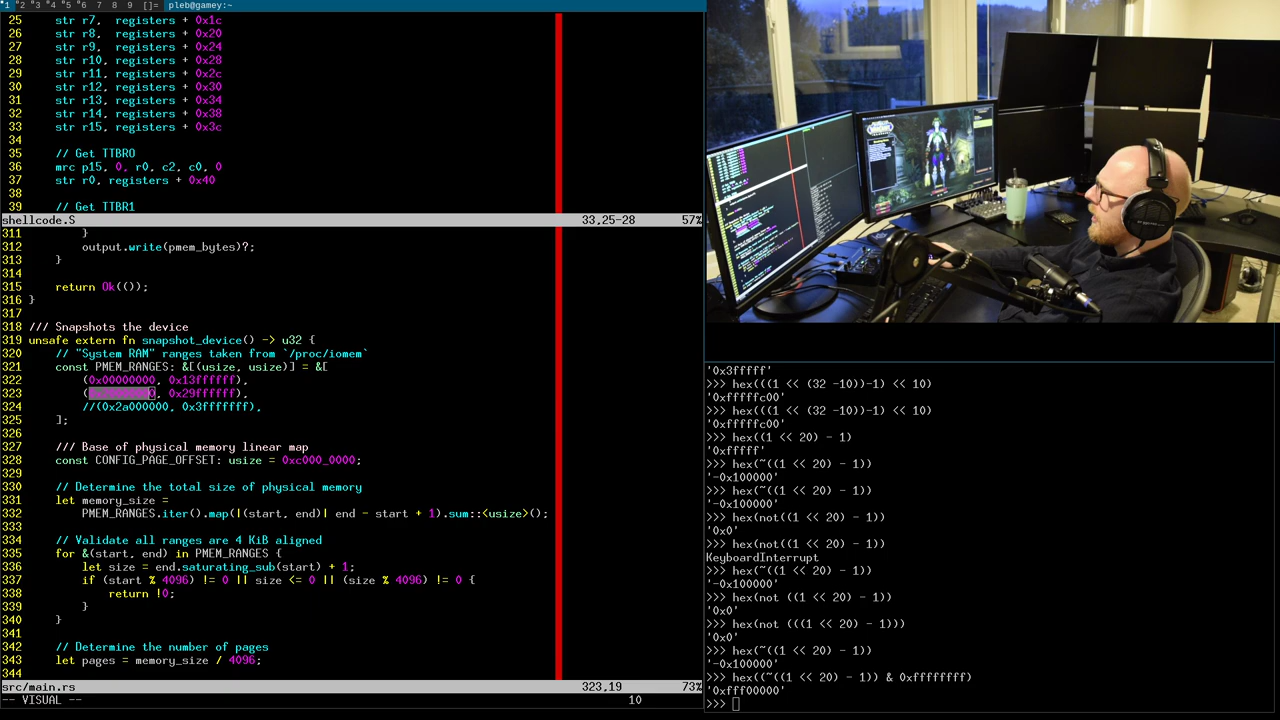 1 2 3 4 5 6 7 8 9 []= pleb@gamey:~
25 str r7, registers + 0x1c
26 str r8, registers + 0x20
27 str r9, registers + 0x24
28 str r10, registers + 0x28
29 str r11, registers + 0x2c
30 str r12, registers + 0x30
31 str r13, registers + 0x34
32 str r14, registers + 0x38
33 str r15, registers + 0x3c
34
35 // Get TTBR0
36 mrc p15, 0, r0, c2, c0, 0
37 str r0, registers + 0x40
38
39 // Get TTBR1
shellcode.S 33,25-28 57%
311 }
312 output.write(pmem_bytes)?;
313 }
314
315 return Ok(());
316 }
317
318 /// Snapshots the device
319 unsafe extern fn snapshot_device() -> u32 {
320 // "System RAM" ranges taken from `/proc/iomem`
321 const PMEM_RANGES: &[(usize, usize)] = &[
322 (0x00000000, 0x13ffffff),
323 ( 0, 0x29ffffff),
324 //(0x2a000000, 0x3fffffff),
325 ];
326
327 /// Base of physical memory linear map
328 const CONFIG_PAGE_OFFSET: usize = 0xc000_0000;
329
330 // Determine the total size of physical memory
331 let memory_size =
332 PMEM_RANGES.iter().map(|(start, end)| end - start + 1).sum::<usize>();
333
334 // Validate all ranges are 4 KiB aligned
335 for &(start, end) in PMEM_RANGES {
336 let size = end.saturating_sub(start) + 1;
337 if (start % 4096) != 0 || size <= 0 || (size % 4096) != 0 {
338 return !0;
339 }
340 }
341
342 // Determine the number of pages
343 let pages = memory_size / 4096;
344
src/main.rs 323,19 73%
-- VISUAL -- 10
'0x3fffff'
>>> hex(((1 << (32 -10))-1) << 10)
'0xfffffc00'
>>> hex(((1 << (32 -10))-1) << 10)
'0xfffffc00'
>>> hex((1 << 20) - 1)
'0xfffff'
>>> hex(~((1 << 20) - 1))
'-0x100000'
>>> hex(~((1 << 20) - 1))
'-0x100000'
>>> hex(not((1 << 20) - 1))
'0x0'
>>> hex(not((1 << 20) - 1))
KeyboardInterrupt
>>> hex(~((1 << 20) - 1))
'-0x100000'
>>> hex(not ((1 << 20) - 1))
'0x0'
>>> hex(not (((1 << 20) - 1)))
'0x0'
>>> hex(~((1 << 20) - 1))
'-0x100000'
>>> hex((~((1 << 20) - 1)) & 0xffffffff)
'0xfff00000'
>>>